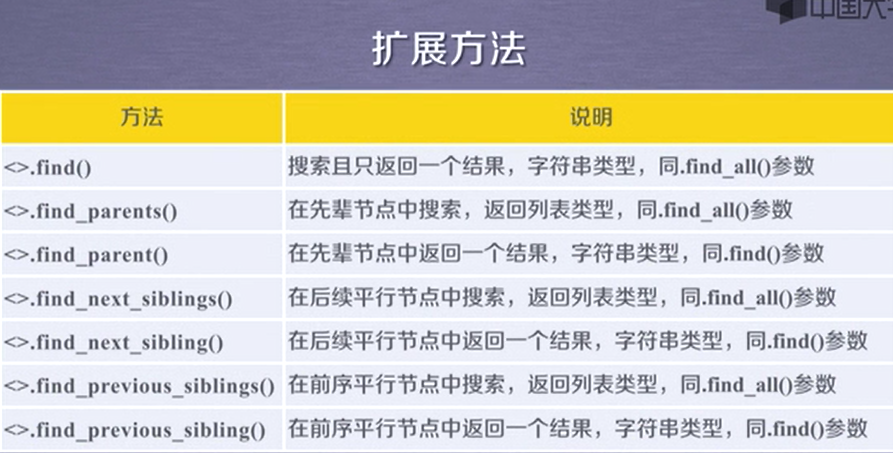 中国大
扩展方法
方法 说明
<>.find() 搜索且只返回一个结果，字符串类型，同.find_all()参数
<>.find_parents() 在先辈节点中搜索，返回列表类型，同.find_all()参数
<>.find_parent() 在先辈节点中返回一个结果，字符串类型，同.find()参数
<>.find_next_siblings() 在后续平行节点中搜索，返回列表类型，同.find_all()参数
<>.find_next_sibling() 在后续平行节点中返回一个结果，字符串类型，同.find()参数
<>.find_previous_siblings() 在前序平行节点中搜索，返回列表类型，同.find_all()参数
<>.find_previous_sibling() 在前序平行节点中返回一个结果，字符串类型，同.find()参数